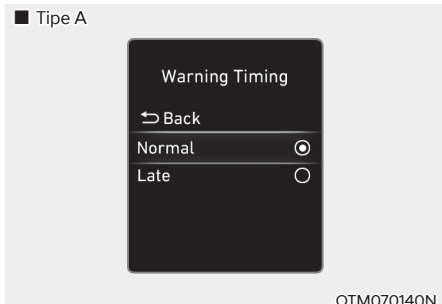 ■ Tipe A
Warning Timing
Back
Normal
Late
OTM070140N